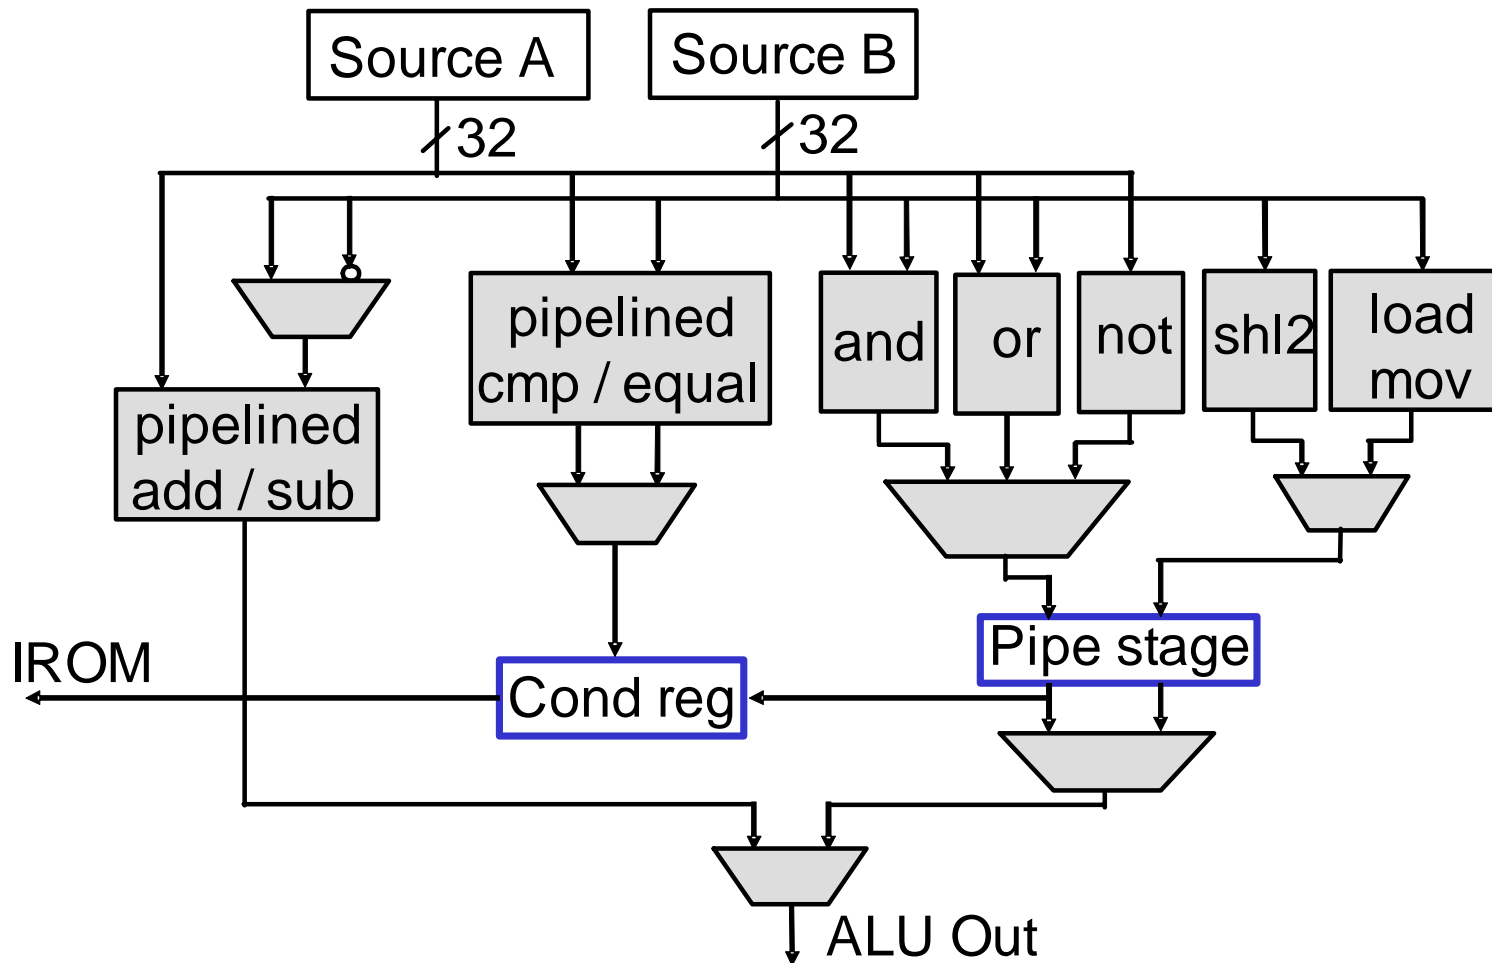 Source A
Source B
32
32
pipelined
cmp / equal
and
or
not
shl2
load
mov
pipelined
add / sub
IROM
Cond reg
Pipe stage
ALU Out